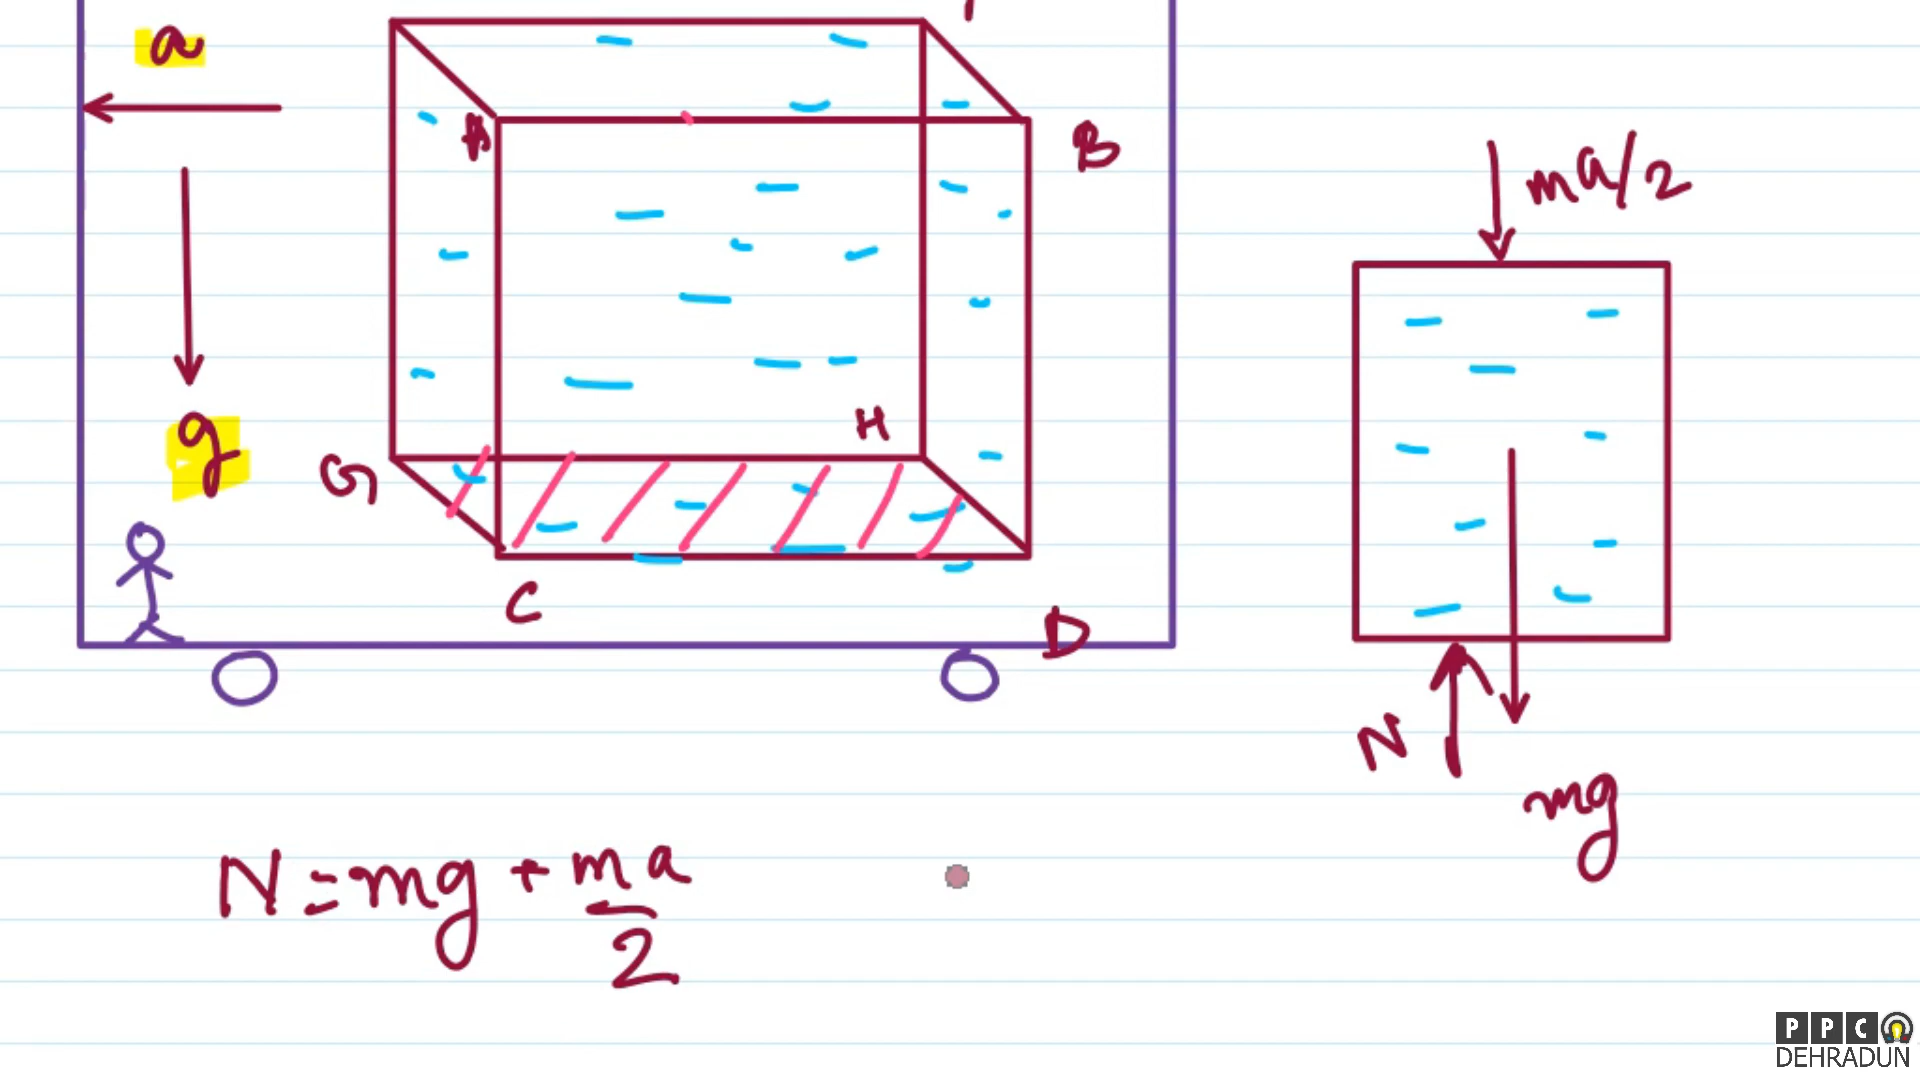 a
A
B
ma/2
g
H
G
C
D
N
mg
N = mg + ma/2
PPC
DEHRADUN